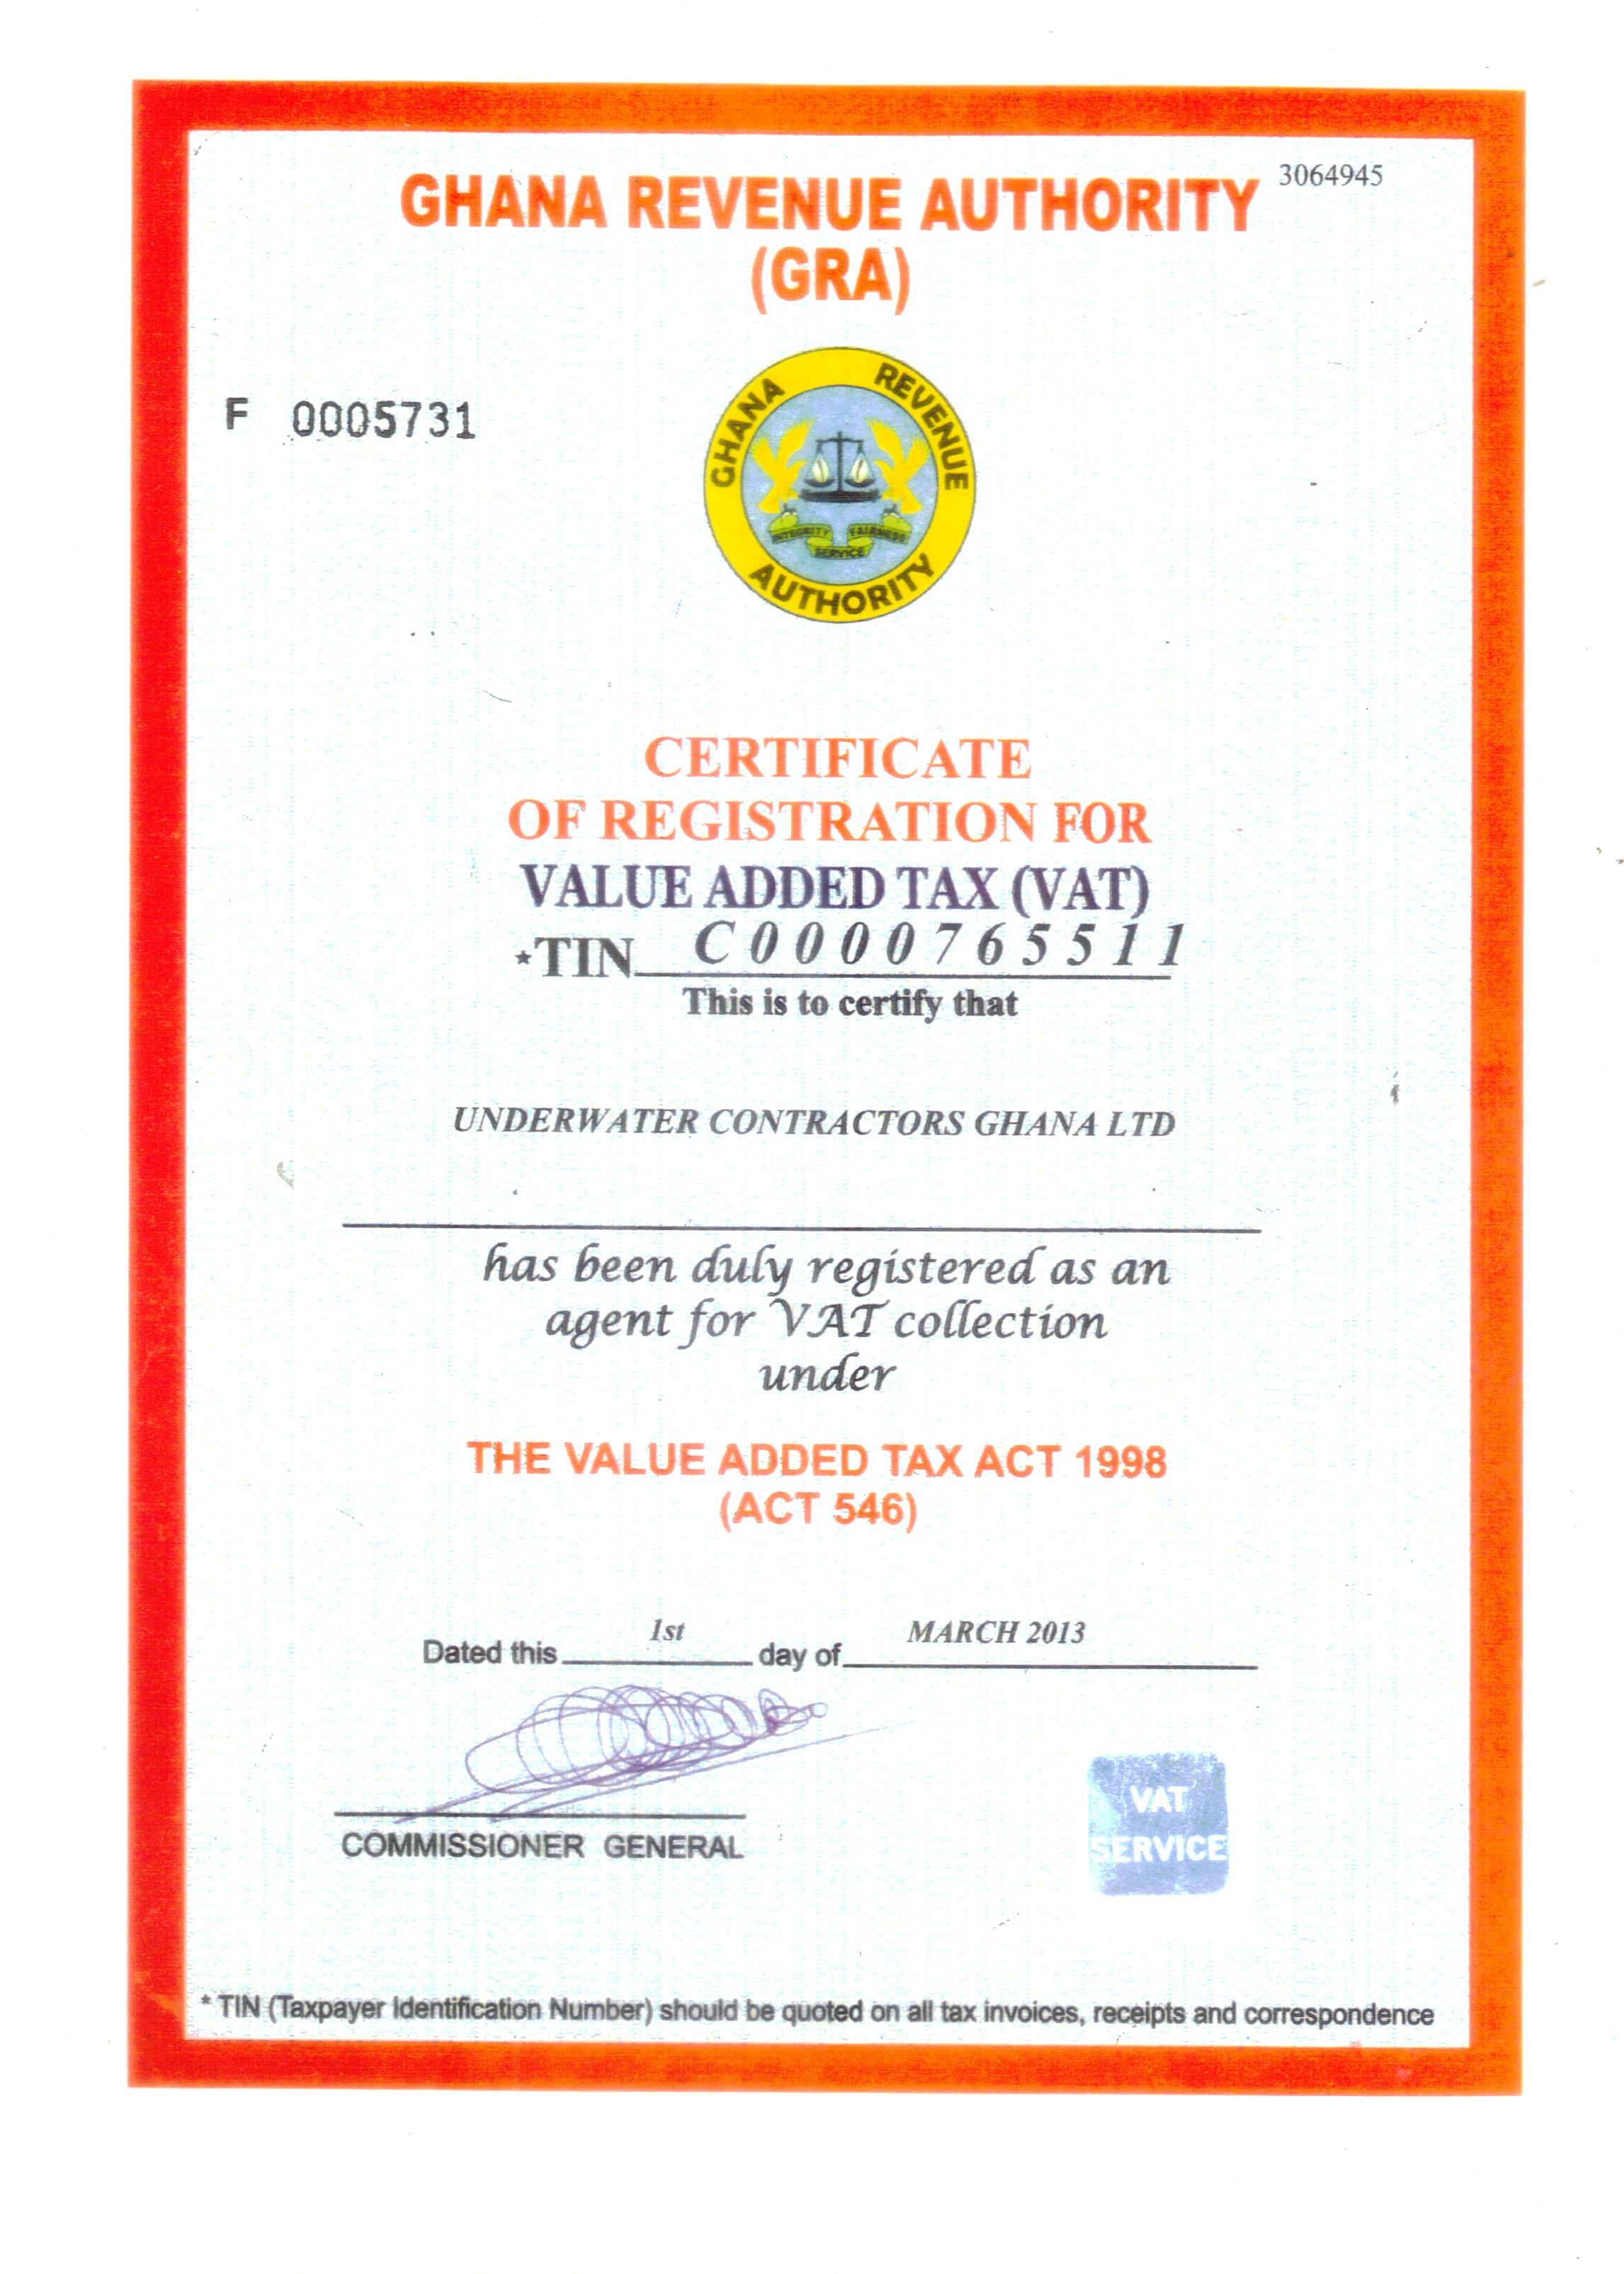 3064945
GHANA REVENUE AUTHORITY
(GRA)
F 0005731
GHANA REVENUE
INTEGRITY FAIRNESS
SERVICE
AUTHORITY
CERTIFICATE
OF REGISTRATION FOR
VALUE ADDED TAX (VAT)
*TIN C0000765511
This is to certify that
UNDERWATER CONTRACTORS GHANA LTD
has been duly registered as an
agent for VAT collection
under
THE VALUE ADDED TAX ACT 1998
(ACT 546)
Dated this 1st day of MARCH 2013
COMMISSIONER GENERAL
VAT
SERVICE
* TIN (Taxpayer Identification Number) should be quoted on all tax invoices, receipts and correspondence